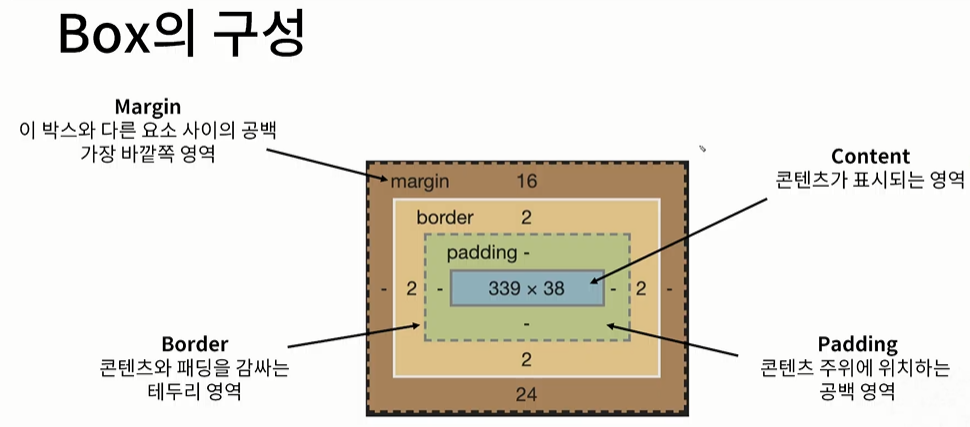 Box의 구성
Margin
이 박스와 다른 요소 사이의 공백
가장 바깥쪽 영역
Content
콘텐츠가 표시되는 영역
margin 16
border 2
padding -
- 2 - 339 × 38 - 2 -
-
2
24
Border
콘텐츠와 패딩을 감싸는
테두리 영역
Padding
콘텐츠 주위에 위치하는
공백 영역